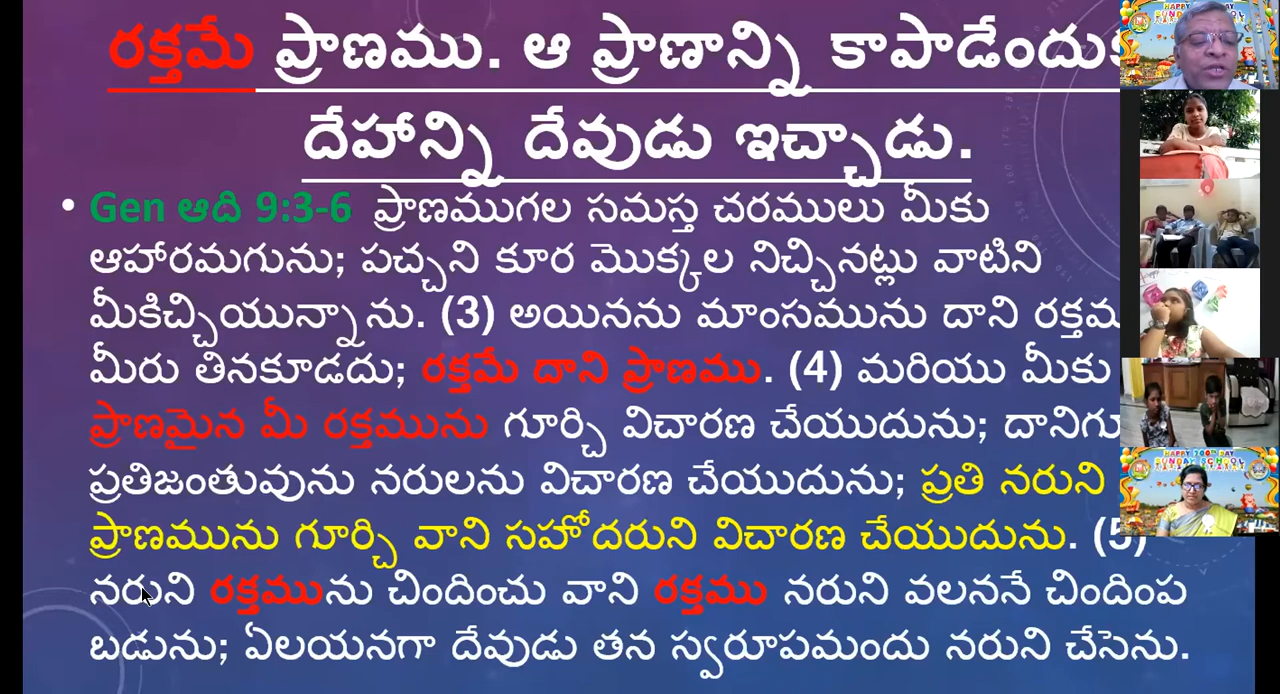 రక్తమే ప్రాణము. ఆ ప్రాణాన్ని
దేహాన్ని దేవుడు ఇచ్చాడు.
• Gen ఆది 9:3-6 ప్రాణముగల సమస్త చరములు మీకు
ఆహారమగును; పచ్చని కూర మొక్కల నిచ్చినట్లు వాటిని
మీకిచ్చియున్నాను. (3) అయినను మాంసమును దాని
మీరు తినకూడదు; రక్తమే దాని ప్రాణము. (4) మరియు మీకు
ప్రాణమైన మీ రక్తమును గూర్చి విచారణ చేయుదును;
ప్రతిజంతువును నరులను విచారణ చేయుదును; ప్రతి నరుని
ప్రాణమును గూర్చి వాని సహోదరుని విచారణ చేయుదును. (5)
నరుని రక్తమును చిందించు వాని రక్తము నరుని వలననే చిందింప
బడును; ఏలయనగా దేవుడు తన స్వరూపమందు నరుని చేసెను.